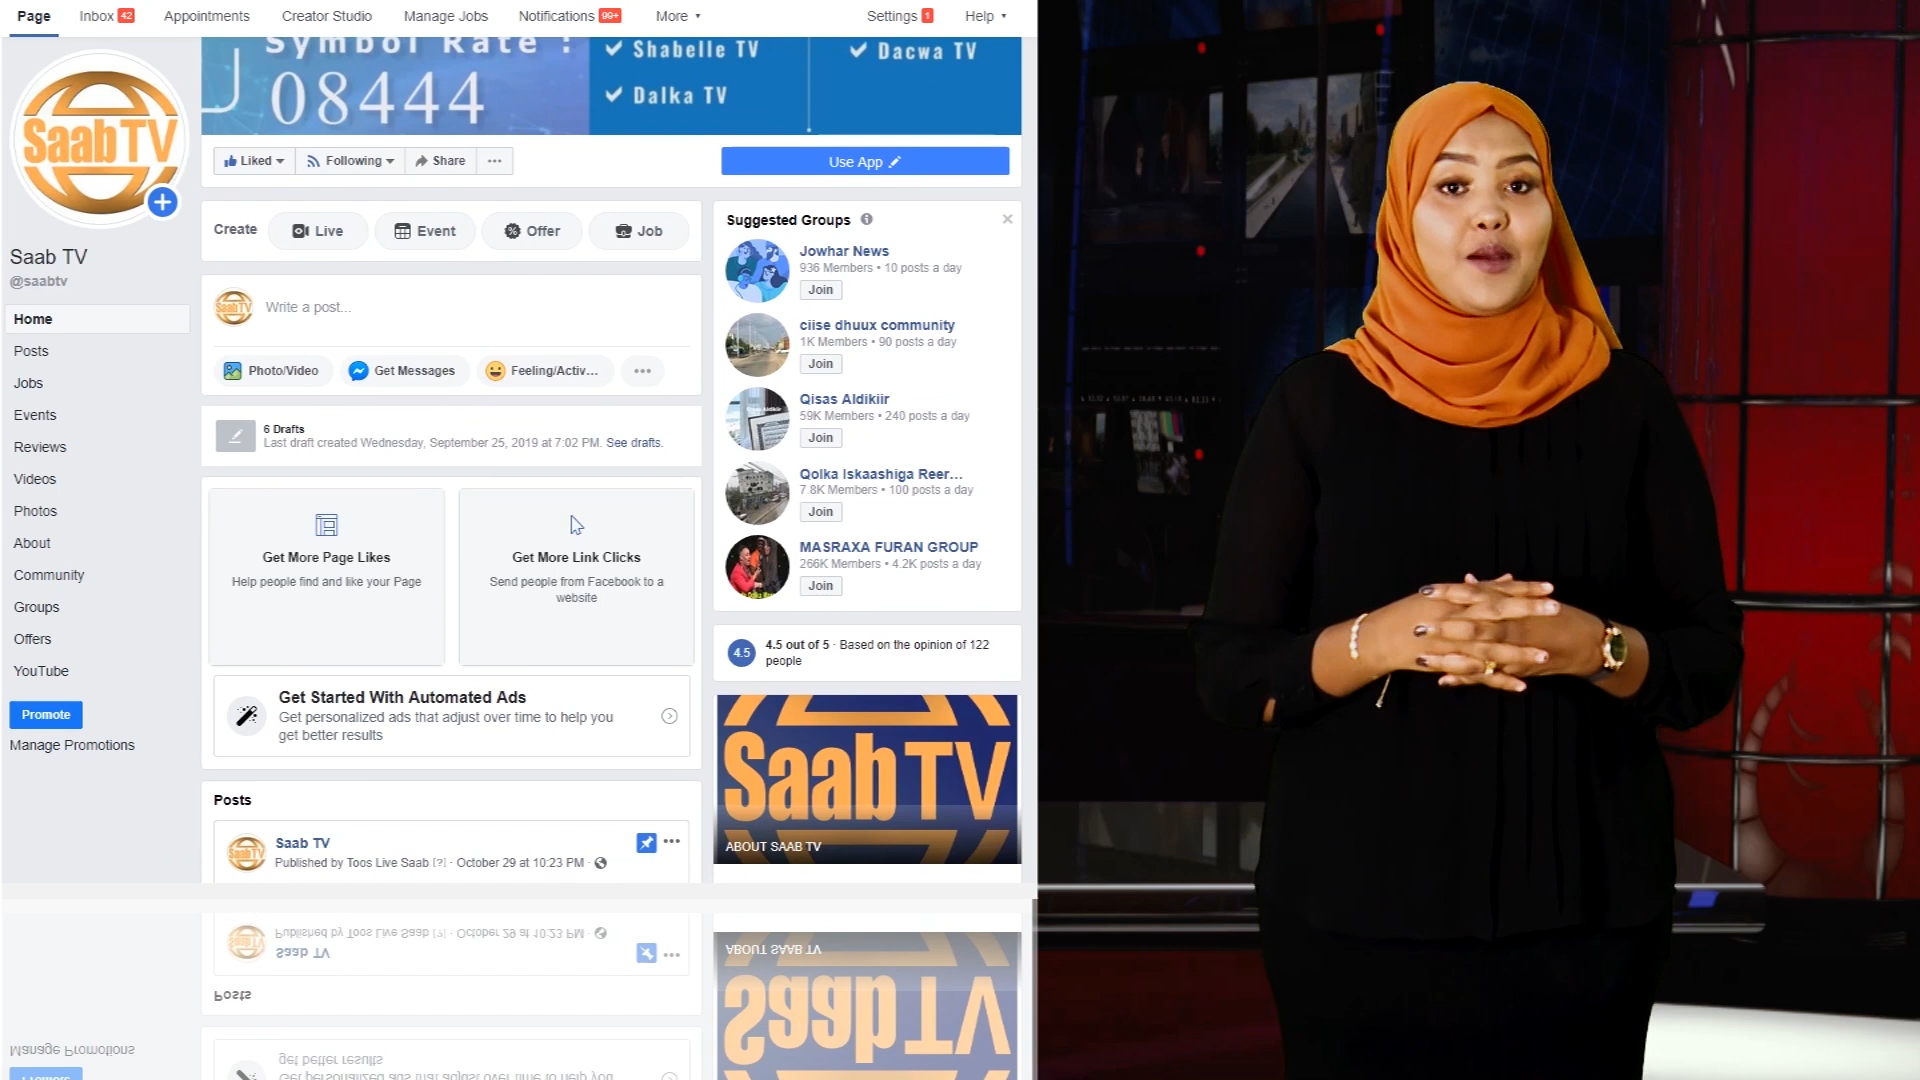 Page
Inbox 42
Appointments
Creator Studio
Manage Jobs
Notifications 99+
More
Settings 1
Help
SaabTV
Saab TV
@saabtv
Home
Posts
Jobs
Events
Reviews
Videos
Photos
About
Community
Groups
Offers
YouTube
Promote
Manage Promotions
Symbol Rate :
08444
Shabelle TV
Dalka TV
Dacwa TV
Liked
Following
Share
Use App
Create
Live
Event
Offer
Job
SaabTV
Write a post...
Photo/Video
Get Messages
Feeling/Activ...
6 Drafts
Last draft created Wednesday, September 25, 2019 at 7:02 PM. See drafts.
Get More Page Likes
Help people find and like your Page
Get More Link Clicks
Send people from Facebook to a
website
Get Started With Automated Ads
Get personalized ads that adjust over time to help you
get better results
Posts
SaabTV
Saab TV
Published by Toos Live Saab [?] · October 29 at 10:23 PM ·
Suggested Groups
Jowhar News
936 Members • 10 posts a day
Join
ciise dhuux community
1K Members • 90 posts a day
Join
Qisas Aldikiir
59K Members • 240 posts a day
Join
Qolka Iskaashiga Reer...
7.8K Members • 100 posts a day
Join
MASRAXA FURAN GROUP
266K Members • 4.2K posts a day
Join
4.5
4.5 out of 5 · Based on the opinion of 122
people
SaabTV
ABOUT SAAB TV